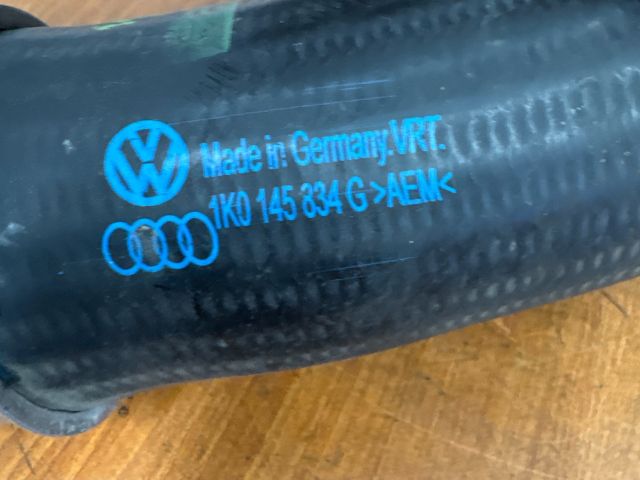 Made in Germany.VRT.
1K0 145 834 G >AEM<